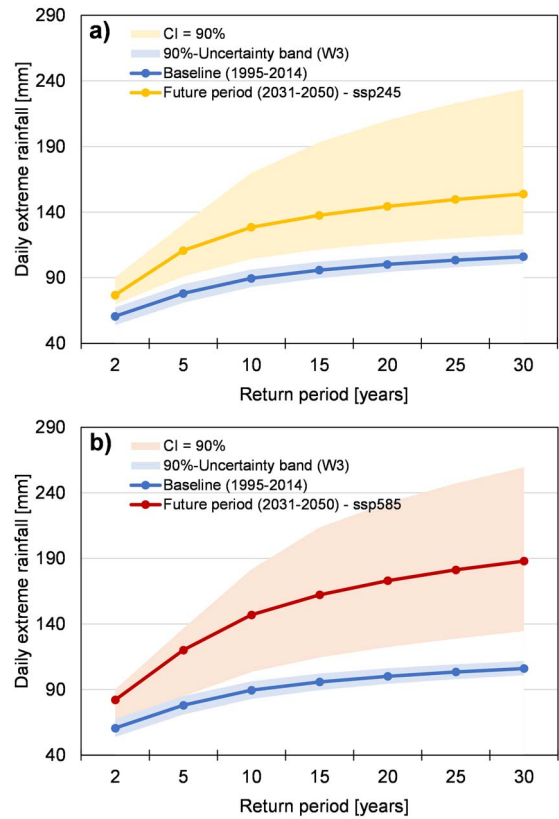 a)
CI = 90%
90%-Uncertainty band (W3)
Baseline (1995-2014)
Future period (2031-2050) - ssp245
Daily extreme rainfall [mm]
290
240
190
140
90
40
2 5 10 15 20 25 30
Return period [years]
b)
CI = 90%
90%-Uncertainty band (W3)
Baseline (1995-2014)
Future period (2031-2050) - ssp585
Daily extreme rainfall [mm]
290
240
190
140
90
40
2 5 10 15 20 25 30
Return period [years]